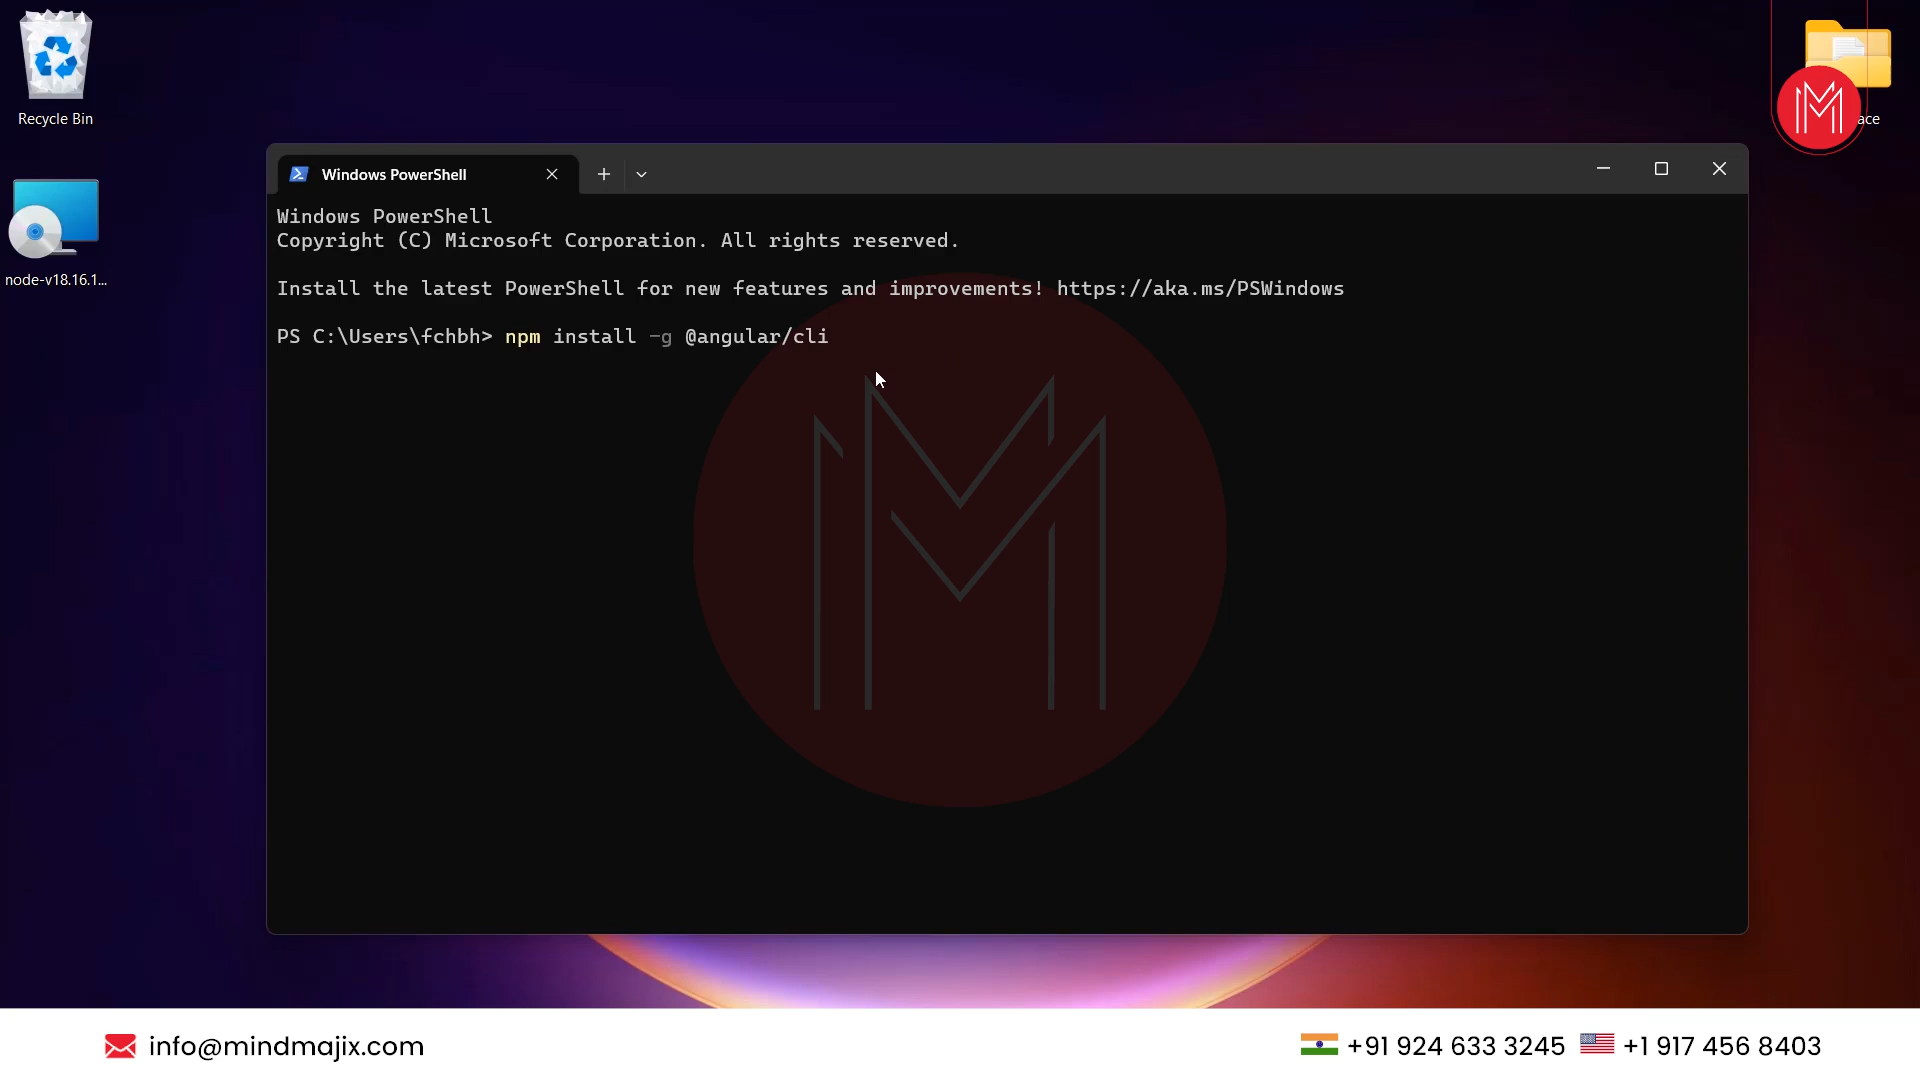 Recycle Bin
ace
node-v18.16.1...
Windows PowerShell
Windows PowerShell
Copyright (C) Microsoft Corporation. All rights reserved.
Install the latest PowerShell for new features and improvements! https://aka.ms/PSWindows
PS C:\Users\fchbh> npm install -g @angular/cli
info@mindmajix.com
+91 924 633 3245
+1 917 456 8403